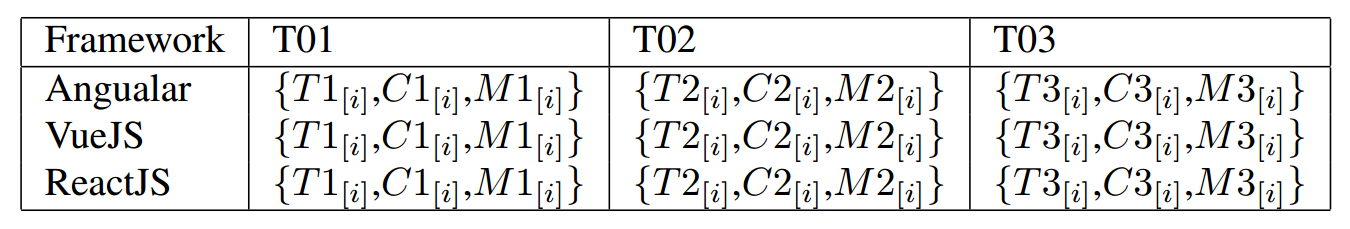 Framework T01 T02 T03
Angualar {T1[i],C1[i],M1[i]} {T2[i],C2[i],M2[i]} {T3[i],C3[i],M3[i]}
VueJS {T1[i],C1[i],M1[i]} {T2[i],C2[i],M2[i]} {T3[i],C3[i],M3[i]}
ReactJS {T1[i],C1[i],M1[i]} {T2[i],C2[i],M2[i]} {T3[i],C3[i],M3[i]}